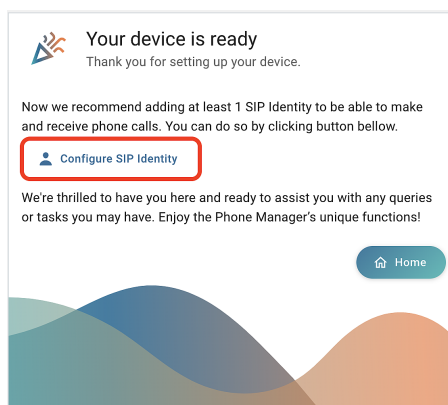 Your device is ready
Thank you for setting up your device.
Now we recommend adding at least 1 SIP Identity to be able to make
and receive phone calls. You can do so by clicking button bellow.
Configure SIP Identity
We're thrilled to have you here and ready to assist you with any queries
or tasks you may have. Enjoy the Phone Manager's unique functions!
Home